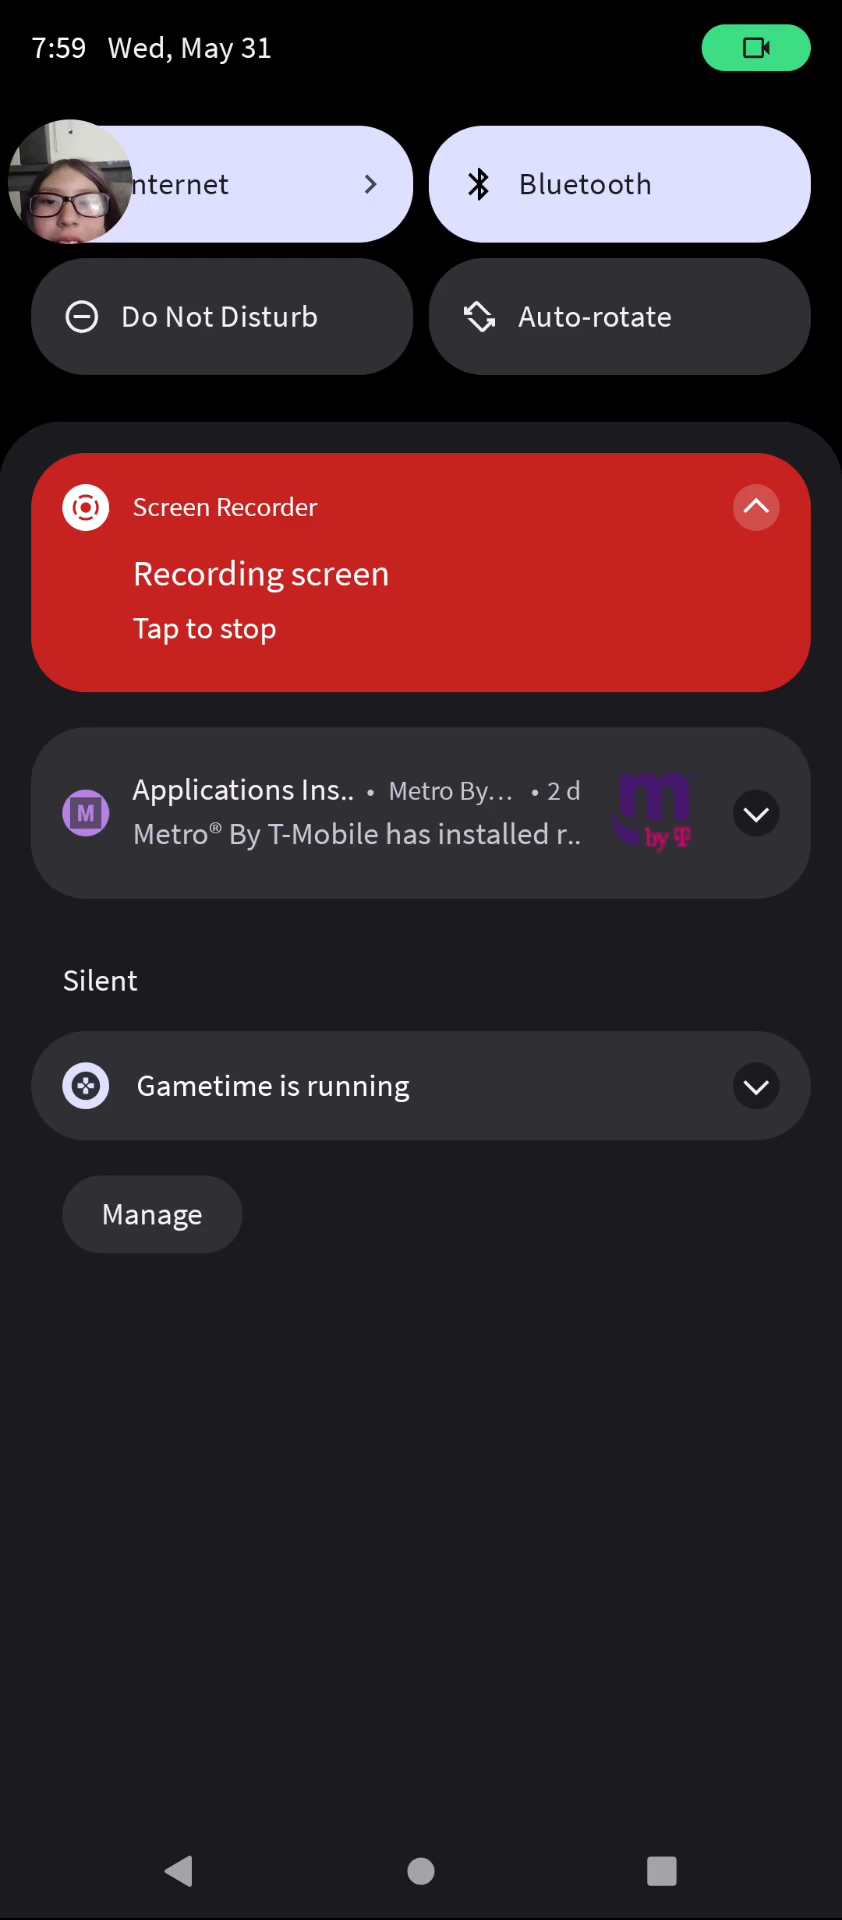 7:59 Wed, May 31
nternet
Bluetooth
Do Not Disturb
Auto-rotate
Screen Recorder
Recording screen
Tap to stop
M
Applications Ins.. • Metro By... • 2 d
Metro® By T-Mobile has installed r..
m
by T
Silent
Gametime is running
Manage